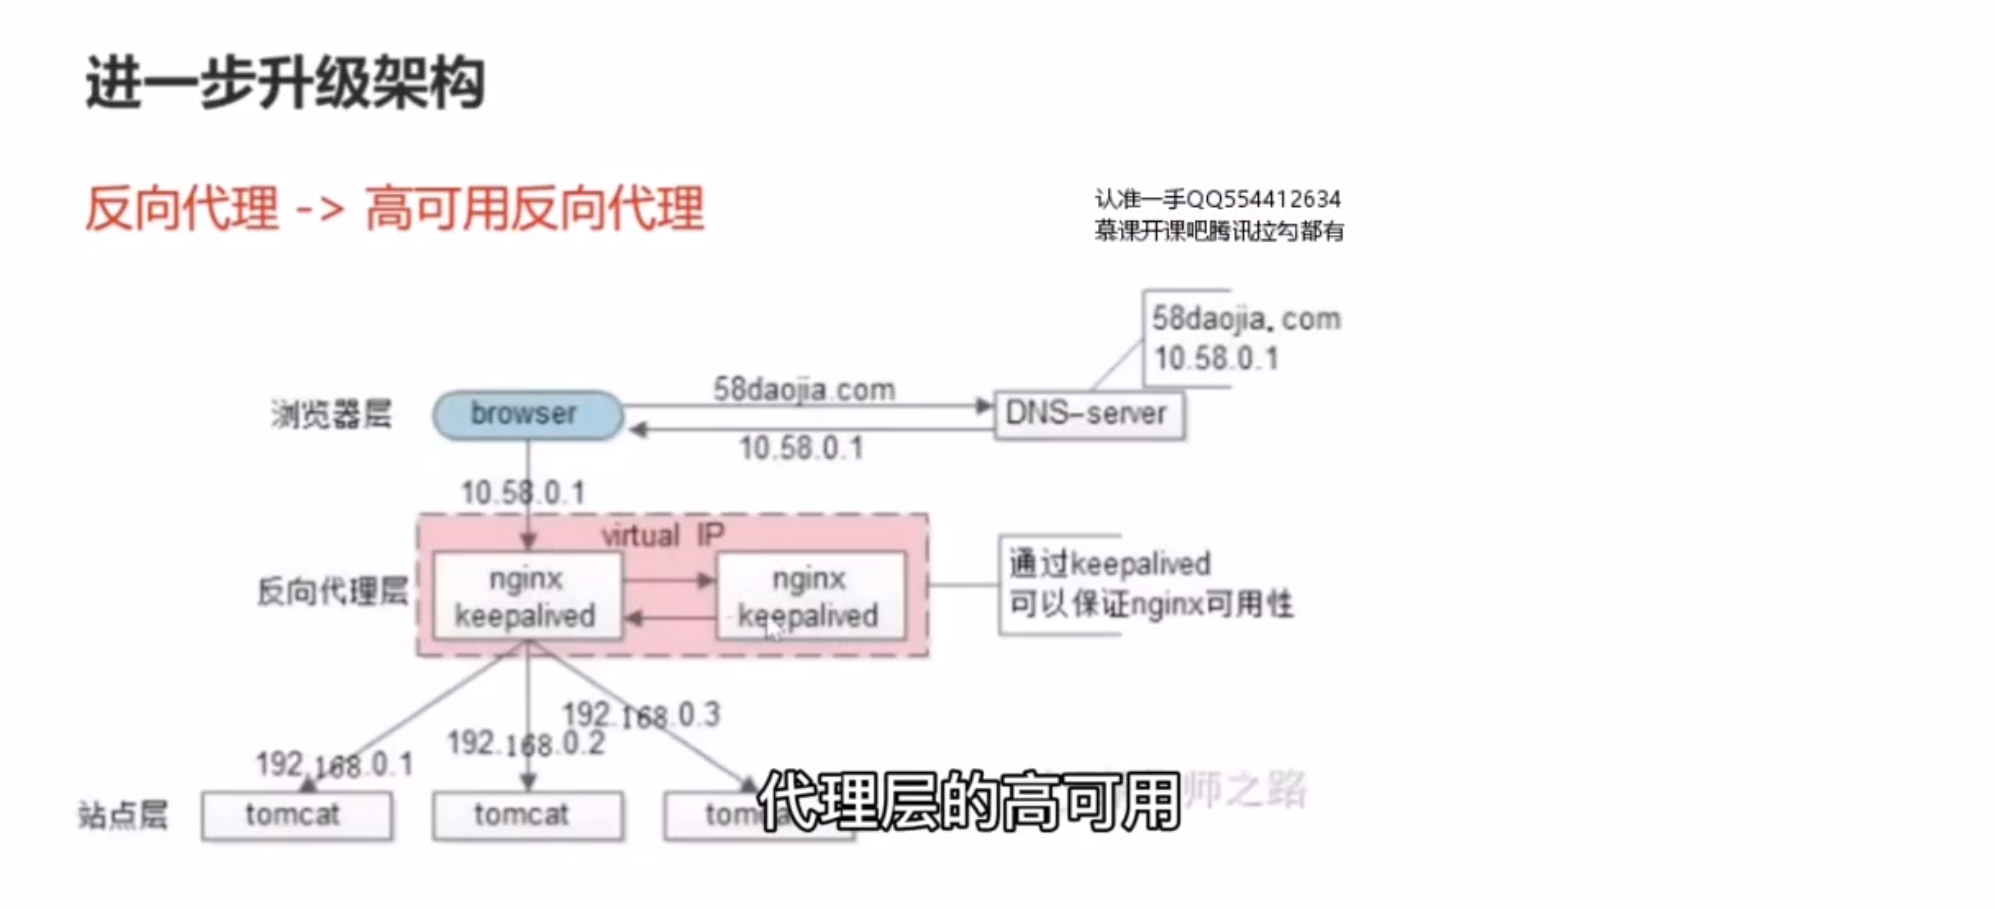 进一步升级架构
反向代理 -> 高可用反向代理
认准一手QQ554412634
慕课开课吧腾讯拉勾都有
58daojia.com
10.58.0.1
58daojia.com
浏览器层
browser
DNS-server
10.58.0.1
10.58.0.1
virtual IP
反向代理层
nginx
keepalived
nginx
keepalived
通过keepalived
可以保证nginx可用性
192.168.0.3
192.168.0.2
192.168.0.1
站点层
tomcat
tomcat
代理层的高可用
师之路